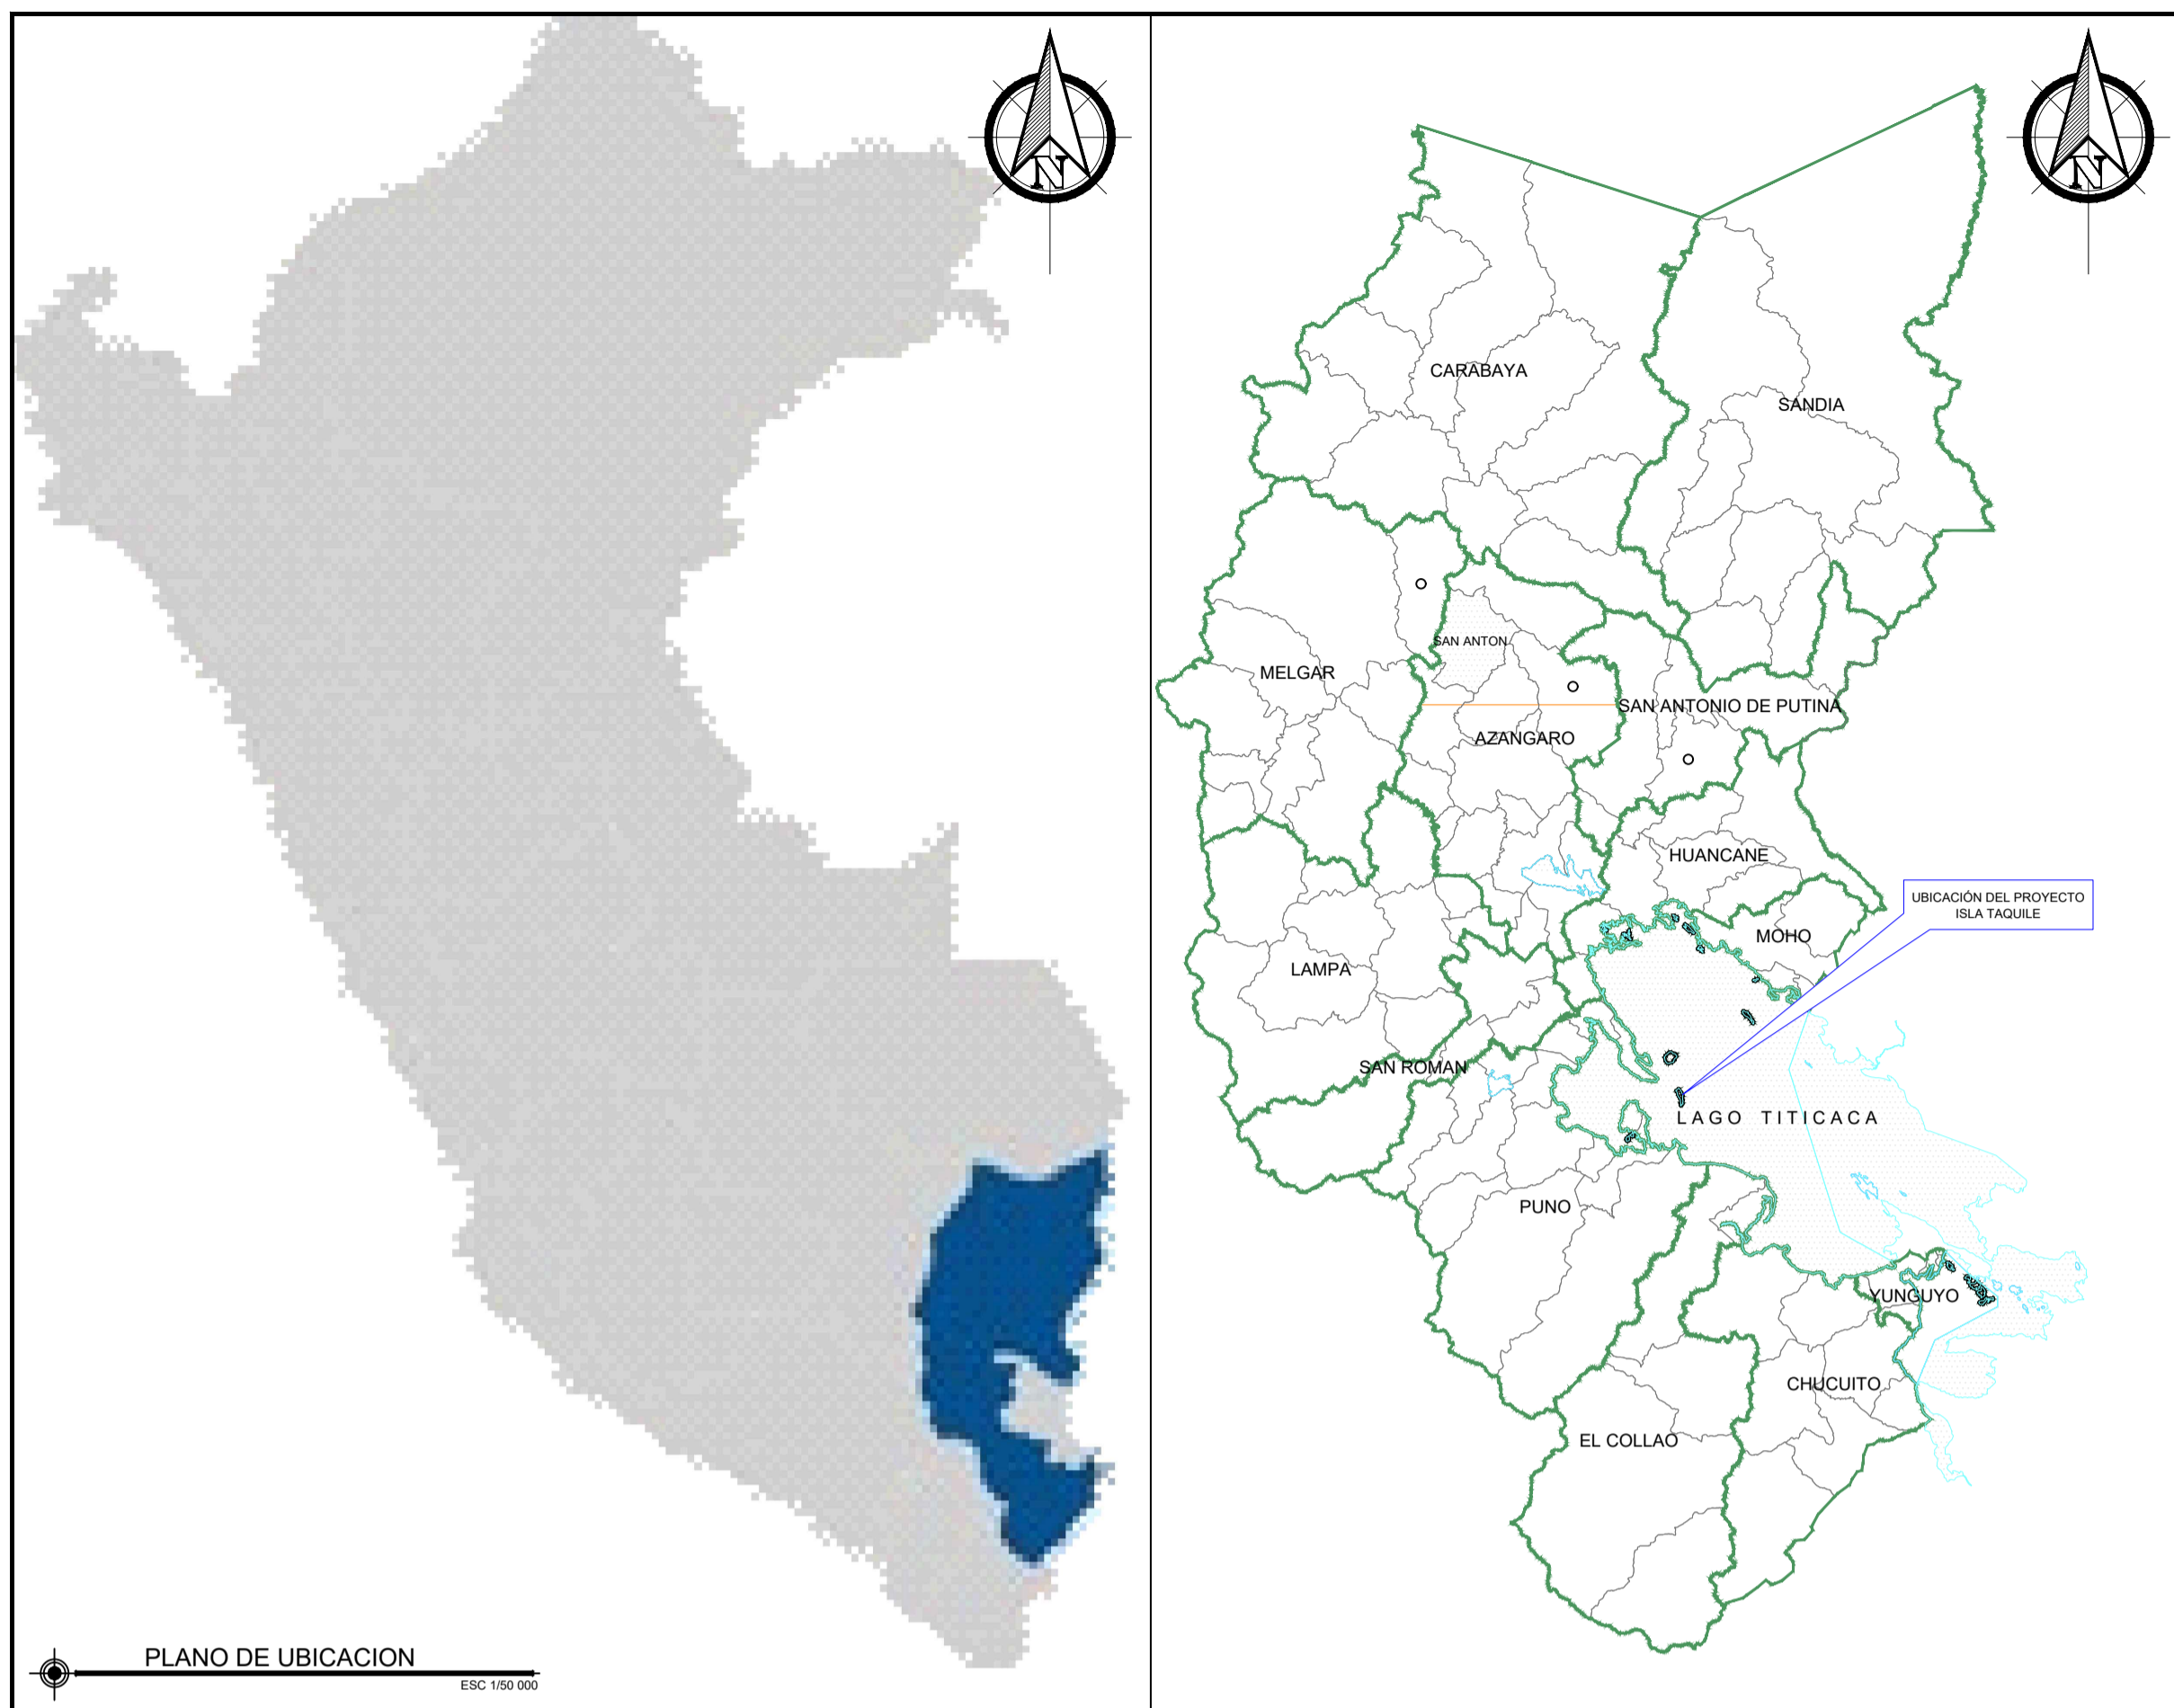 N
N
CARABAYA
SANDIA
SAN ANTON
MELGAR
SAN ANTONIO DE PUTINA
AZANGARO
HUANCANE
UBICACIÓN DEL PROYECTO
ISLA TAQUILE
MOHO
LAMPA
SAN ROMAN
LAGO TITICACA
PUNO
YUNGUYO
CHUCUITO
EL COLLAO
PLANO DE UBICACION
ESC 1/50 000